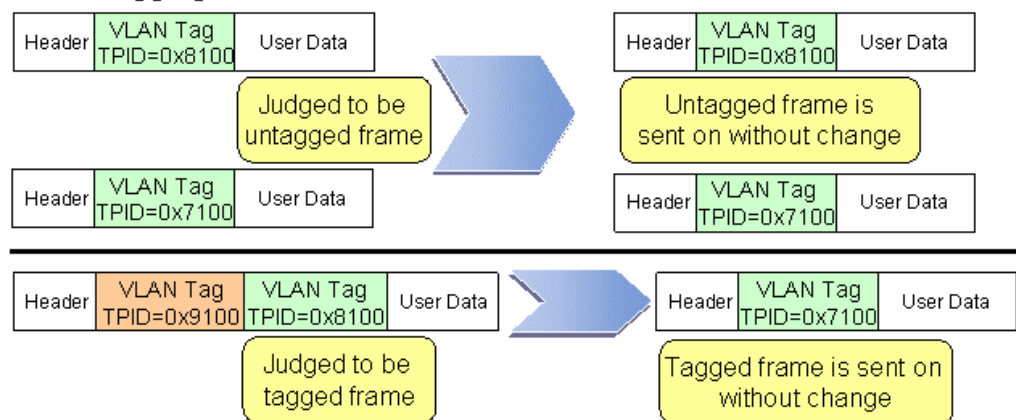 Header VLAN Tag TPID=0x8100 User Data
Header VLAN Tag TPID=0x8100 User Data
Judged to be
untagged frame
Untagged frame is
sent on without change
Header VLAN Tag TPID=0x7100 User Data
Header VLAN Tag TPID=0x7100 User Data
Header VLAN Tag TPID=0x9100 VLAN Tag TPID=0x8100 User Data
Header VLAN Tag TPID=0x7100 User Data
Judged to be
tagged frame
Tagged frame is sent on
without change